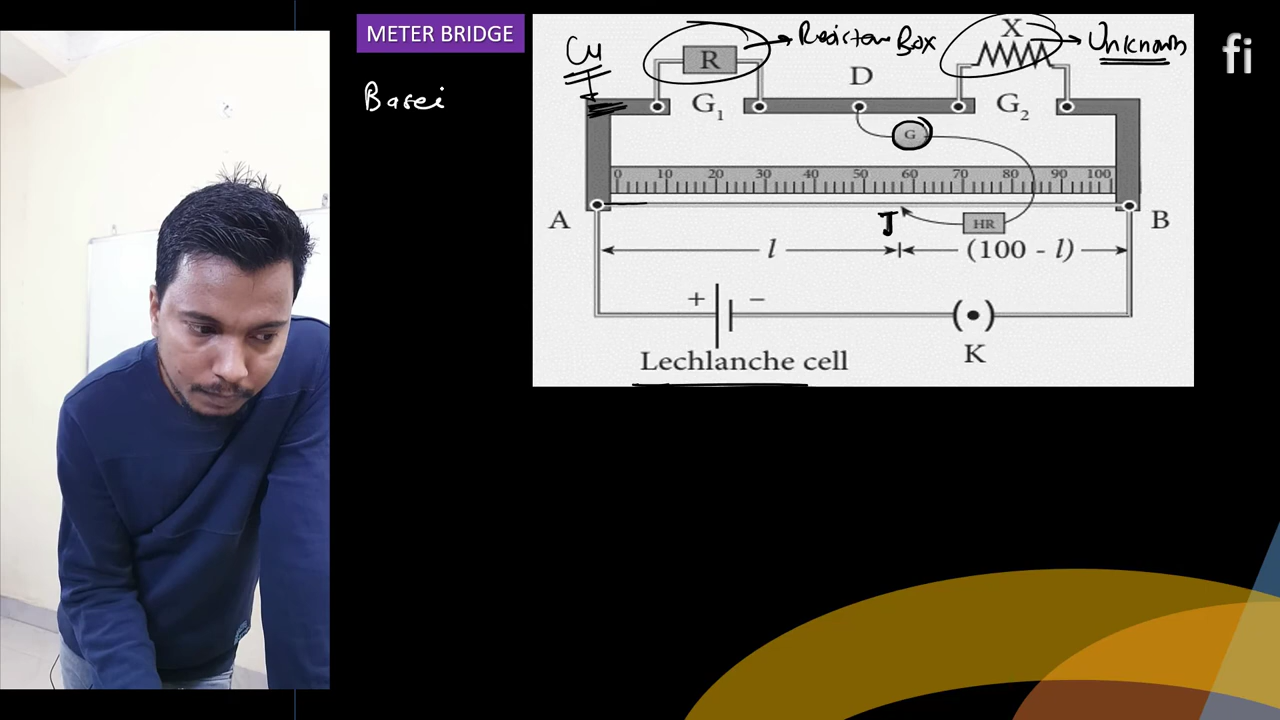 METER BRIDGE
fi
Basei
Cu
R
Resistance Box
X
Unknown
D
G₁
G₂
G
0 10 20 30 40 50 60 70 80 90 100
A
J
HR
B
l
(100 - l)
+ −
(•)
K
Lechlanche cell